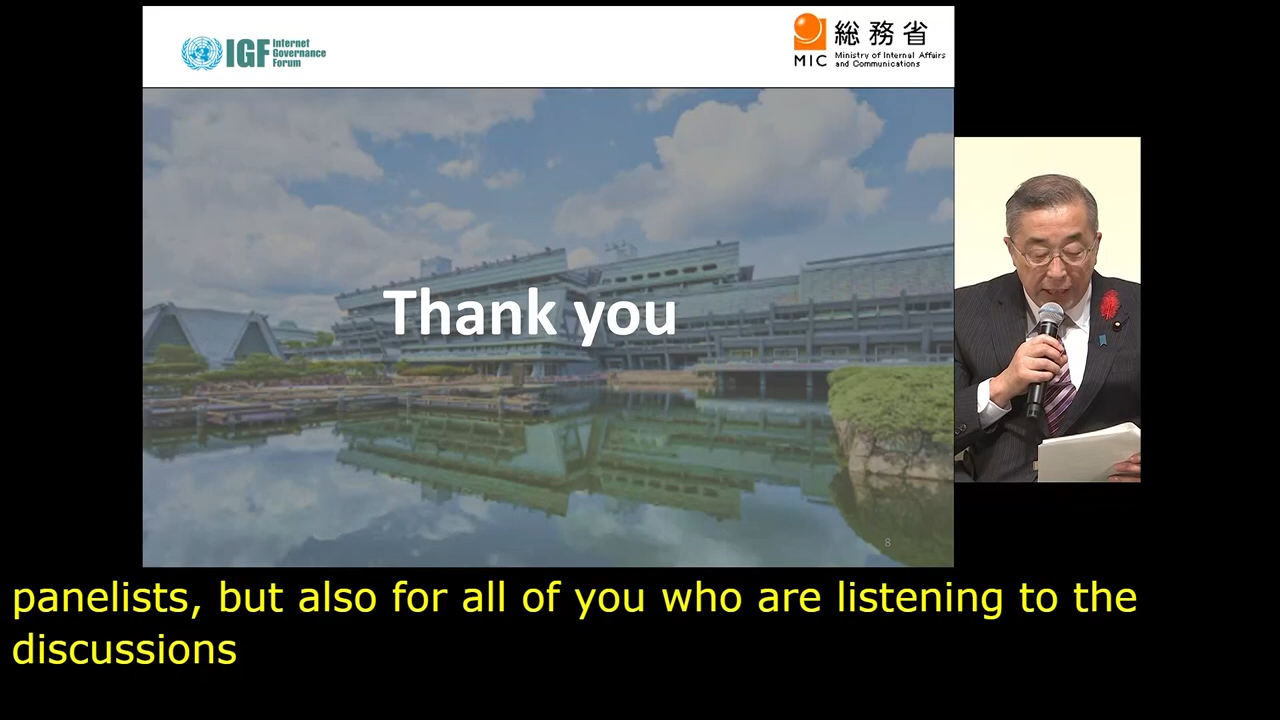 IGF
Internet
Governance
Forum
総務省
MIC
Ministry of Internal Affairs
and Communications
Thank you
8
panelists, but also for all of you who are listening to the
discussions